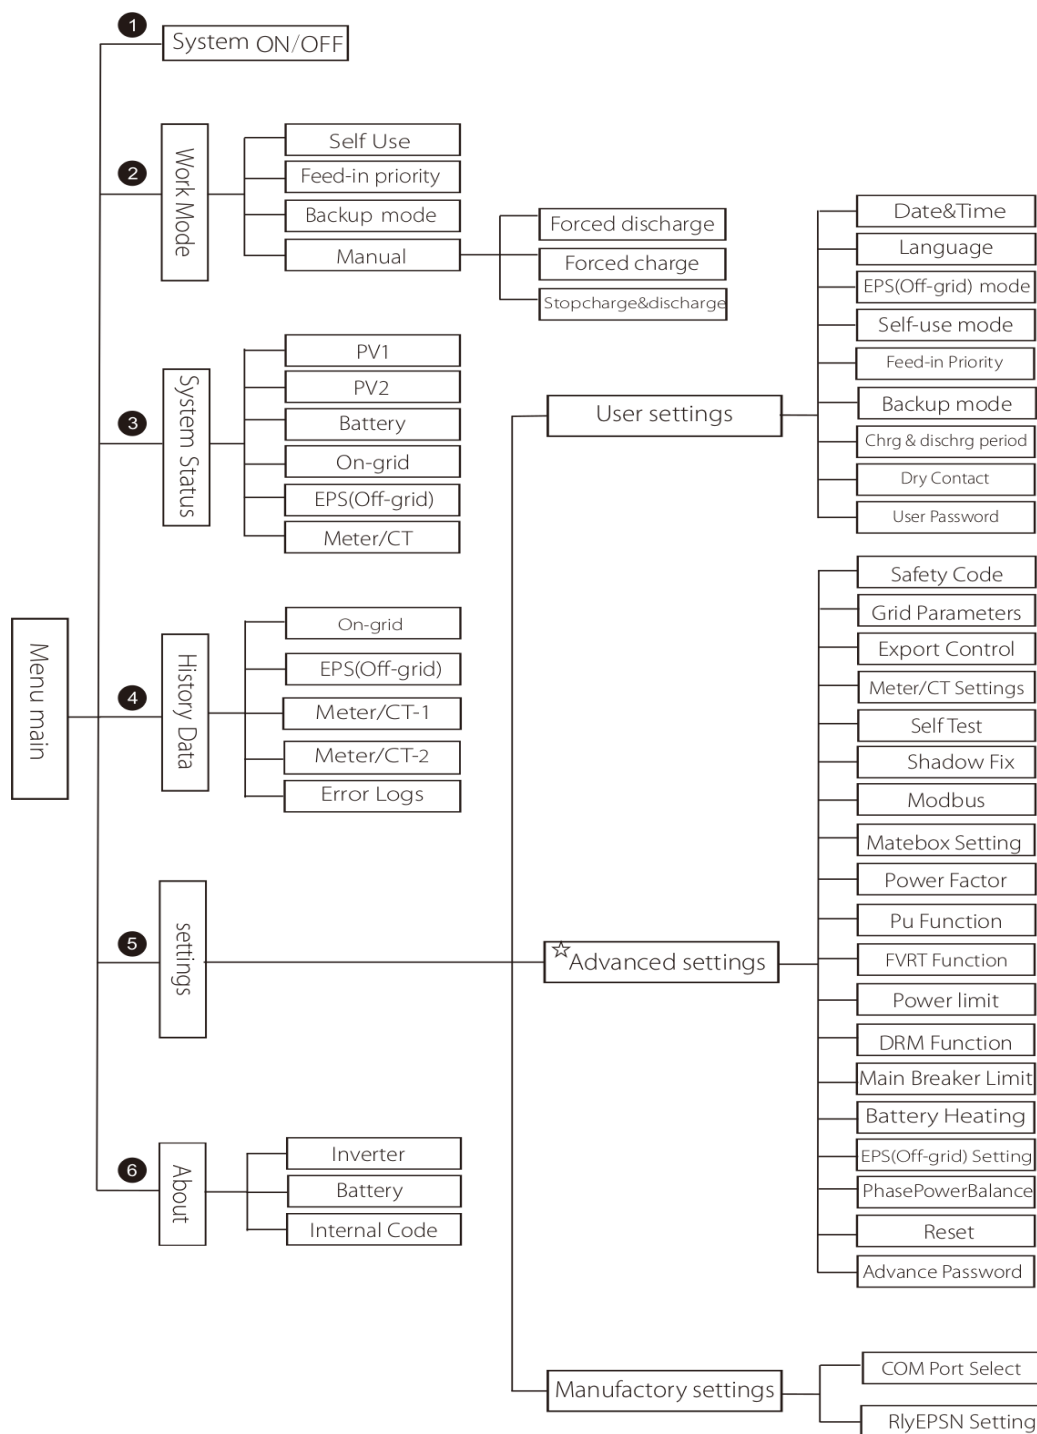 1
System ON/OFF
2
Work Mode
Self Use
Feed-in priority
Backup mode
Manual
Forced discharge
Forced charge
Stopcharge&discharge
3
System Status
PV1
PV2
Battery
On-grid
EPS(Off-grid)
Meter/CT
Menu main
4
History Data
On-grid
EPS(Off-grid)
Meter/CT-1
Meter/CT-2
Error Logs
5
settings
User settings
Date&Time
Language
EPS(Off-grid) mode
Self-use mode
Feed-in Priority
Backup mode
Chrg & dischrg period
Dry Contact
User Password
☆Advanced settings
Safety Code
Grid Parameters
Export Control
Meter/CT Settings
Self Test
Shadow Fix
Modbus
Matebox Setting
Power Factor
Pu Function
FVRT Function
Power limit
DRM Function
Main Breaker Limit
Battery Heating
EPS(Off-grid) Setting
PhasePowerBalance
Reset
Advance Password
Manufactory settings
COM Port Select
RlyEPSN Setting
6
About
Inverter
Battery
Internal Code